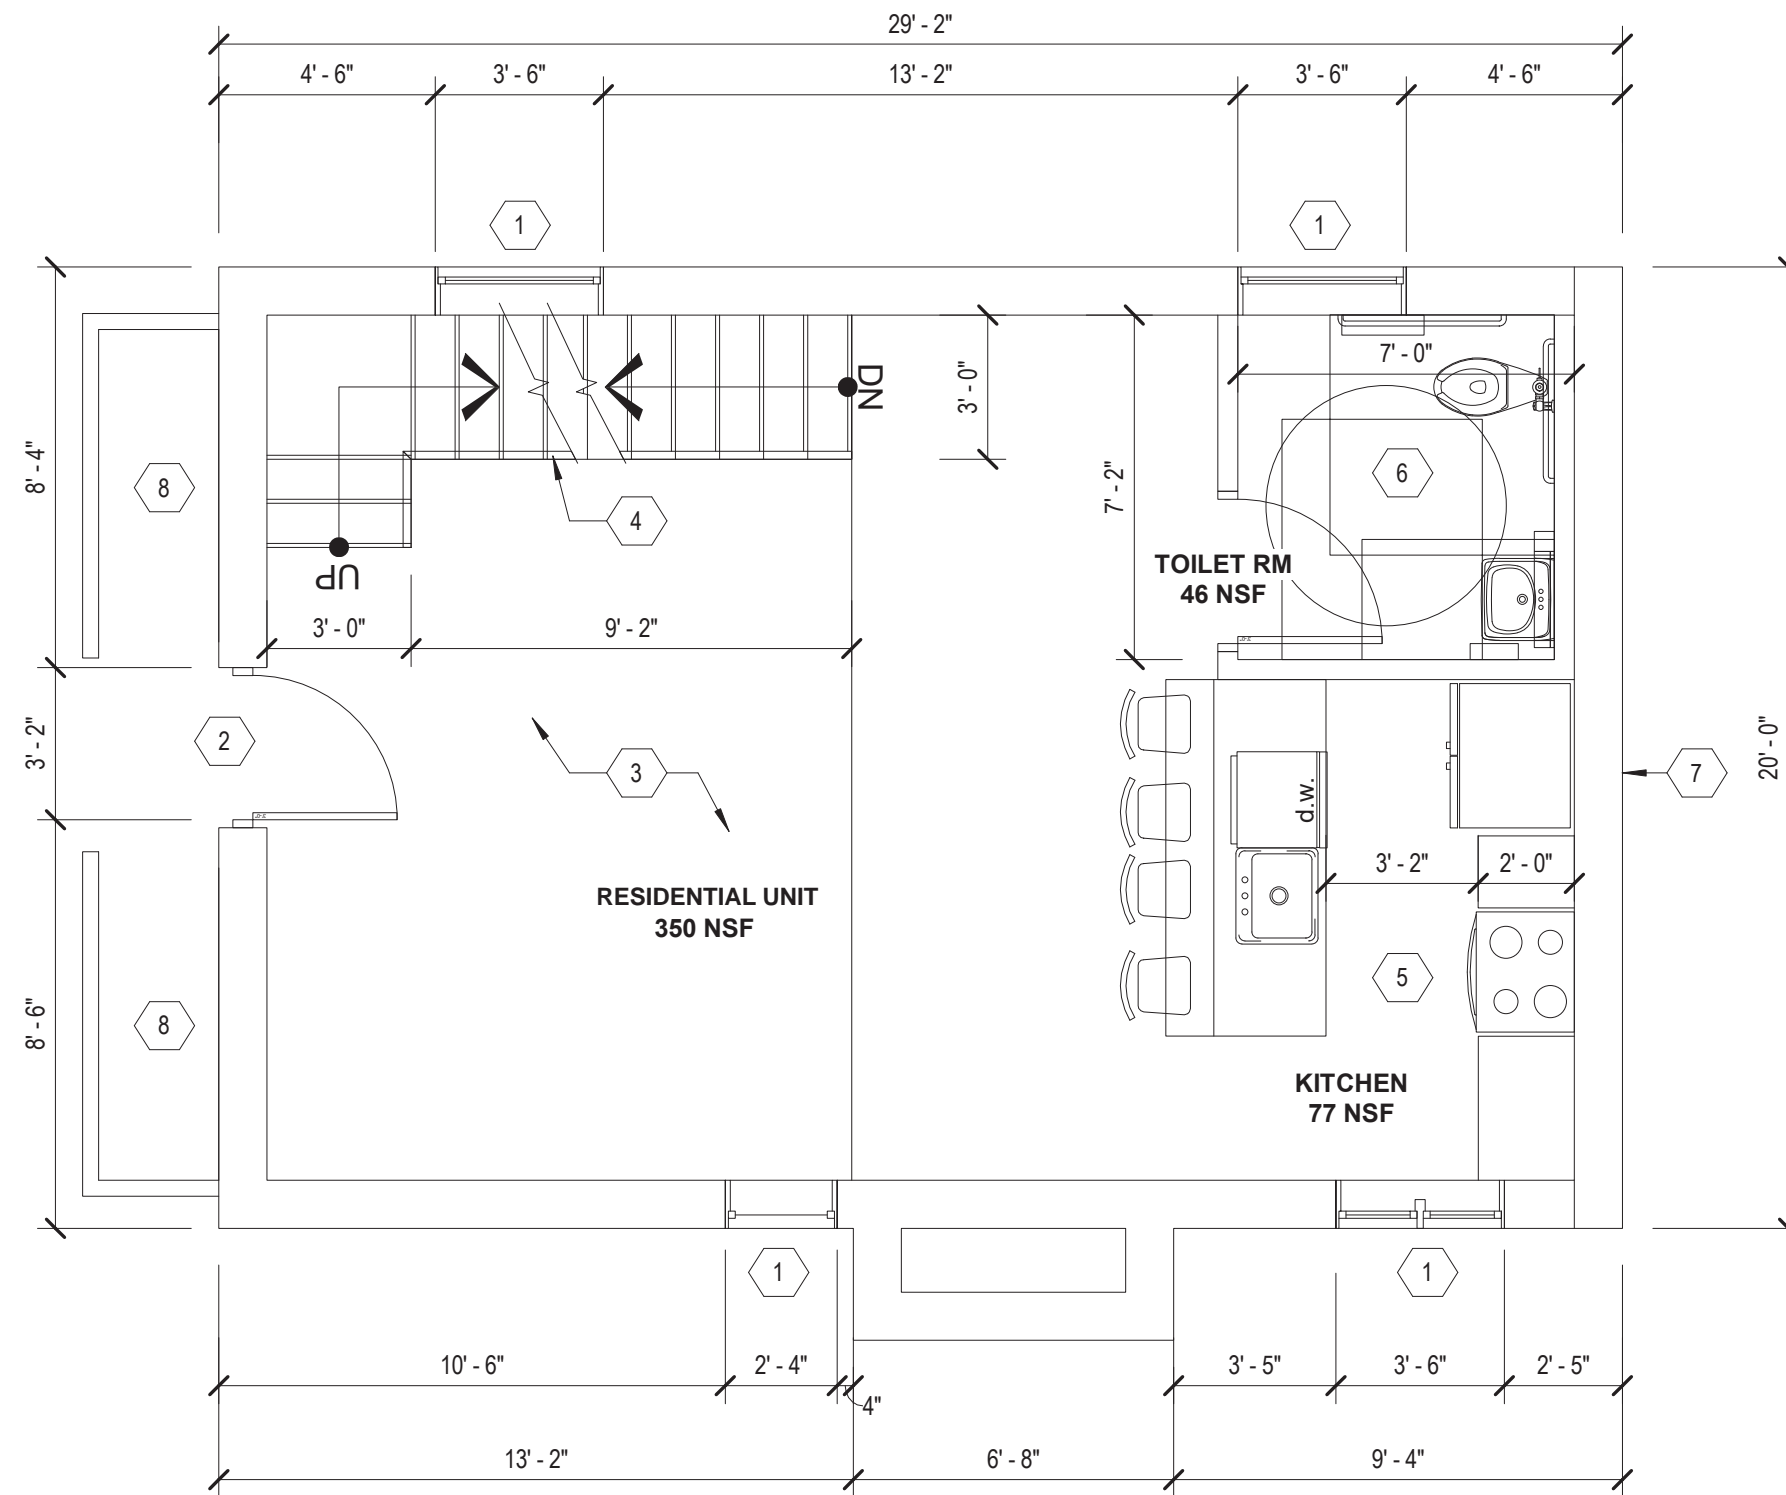 29' - 2"
4' - 6"
3' - 6"
13' - 2"
3' - 6"
4' - 6"
1
1
7' - 0"
DN
3' - 0"
8' - 4"
8
4
7' - 2"
6
UP
TOILET RM
46 NSF
3' - 0"
9' - 2"
3' - 2"
2
3
7
20' - 0"
d.w.
3' - 2"
2' - 0"
RESIDENTIAL UNIT
350 NSF
5
8' - 6"
8
KITCHEN
77 NSF
1
1
10' - 6"
2' - 4"
4"
3' - 5"
3' - 6"
2' - 5"
13' - 2"
6' - 8"
9' - 4"